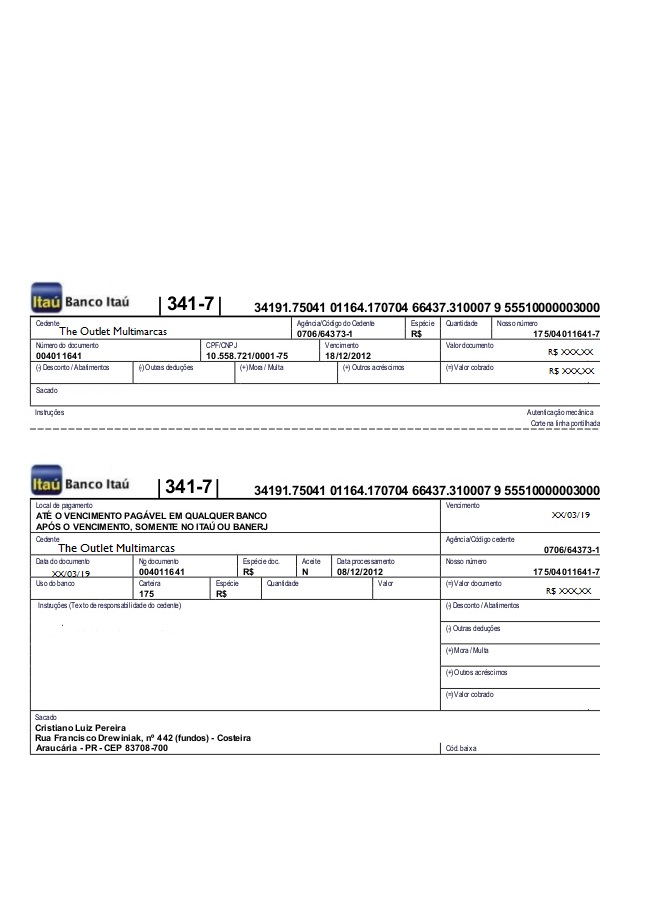 Itaú Banco Itaú | 341-7 | 34191.75041 01164.170704 66437.310007 9 55510000003000
Cedente Agência/Código do Cedente Espécie Quantidade Nosso número
The Outlet Multimarcas 0706/64373-1 R$ 175/04011641-7
Número do documento CPF/CNPJ Vencimento Valor documento
004011641 10.558.721/0001-75 18/12/2012 R$ XXX,XX
(-) Desconto / Abatimentos (-) Outras deduções (+) Mora / Multa (+) Outros acréscimos (=) Valor cobrado R$ XXX,XX
Sacado
Instruções Autenticação mecânica
Corte na linha pontilhada
Itaú Banco Itaú | 341-7 | 34191.75041 01164.170704 66437.310007 9 55510000003000
Local de pagamento Vencimento
ATÉ O VENCIMENTO PAGÁVEL EM QUALQUER BANCO XX/03/19
APÓS O VENCIMENTO, SOMENTE NO ITAÚ OU BANERJ
Cedente Agência/Código cedente
The Outlet Multimarcas 0706/64373-1
Data do documento No documento Espécie doc. Aceite Data processamento Nosso número
XX/03/19 004011641 R$ N 08/12/2012 175/04011641-7
Uso do banco Carteira Espécie Quantidade Valor (=) Valor documento
175 R$ R$ XXX,XX
Instruções (Texto de responsabilidade do cedente) (-) Desconto / Abatimentos
(-) Outras deduções
(+) Mora / Multa
(+) Outros acréscimos
(=) Valor cobrado
Sacado
Cristiano Luiz Pereira
Rua Francisco Drewiniak, nº 442 (fundos) - Costeira
Araucária - PR - CEP 83708-700 Cód. baixa